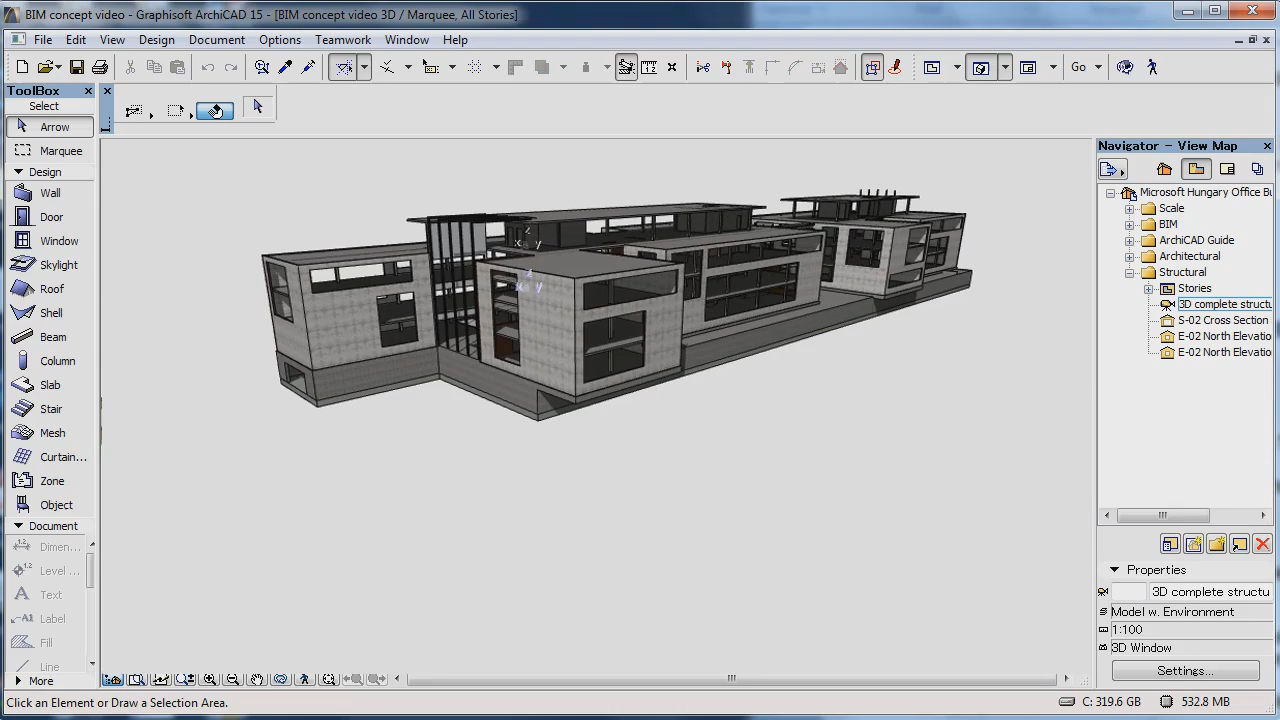 BIM concept video - Graphisoft ArchiCAD 15 - [BIM concept video 3D / Marquee, All Stories]
File Edit View Design Document Options Teamwork Window Help
Go
ToolBox
Select
Arrow
Marquee
Design
Wall
Door
Window
Skylight
Roof
Shell
Beam
Column
Slab
Stair
Mesh
Curtain...
Zone
Object
Document
Dimen...
Level ...
Text
Label
Fill
Line
More
z
x y
z
x y
Navigator - View Map
Microsoft Hungary Office Bu
Scale
BIM
ArchiCAD Guide
Architectural
Structural
Stories
3D complete structu
S-02 Cross Section
E-02 North Elevatio
E-02 North Elevatio
Properties
3D complete structu
Model w. Environment
1:100
3D Window
Settings...
Click an Element or Draw a Selection Area.
C: 319.6 GB
532.8 MB